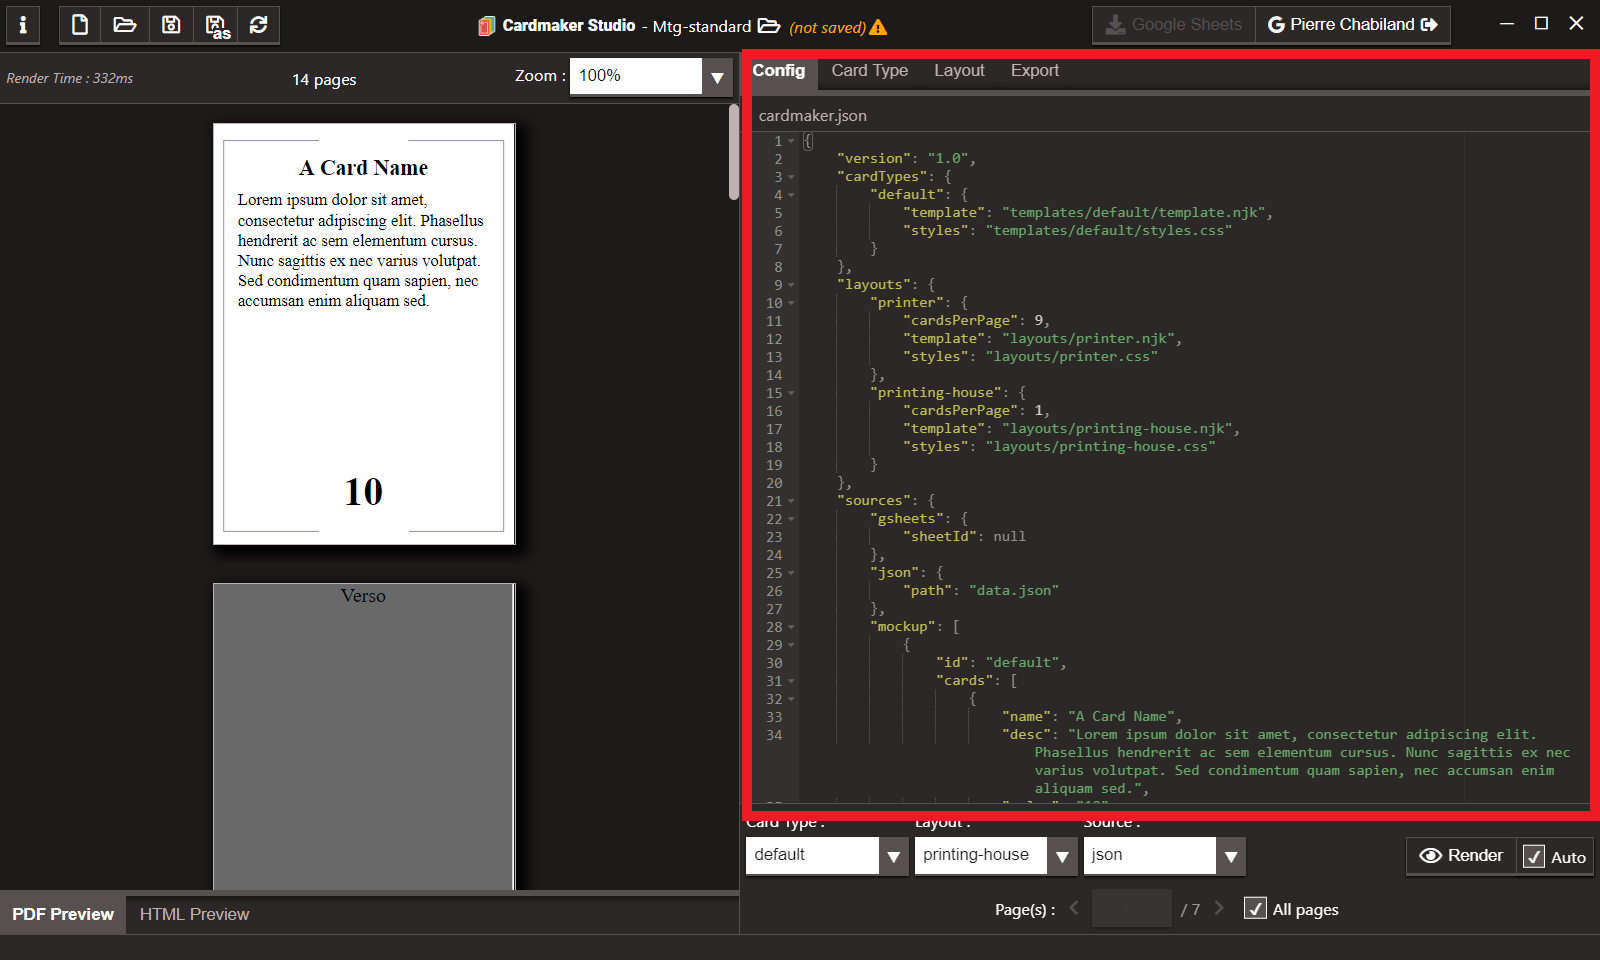 as
Cardmaker Studio - Mtg-standard (not saved)
Google Sheets
G Pierre Chabiland
Render Time : 332ms
14 pages
Zoom :
100%
A Card Name
Lorem ipsum dolor sit amet,
consectetur adipiscing elit. Phasellus
hendrerit ac sem elementum cursus.
Nunc sagittis ex nec varius volutpat.
Sed condimentum quam sapien, nec
accumsan enim aliquam sed.
10
Verso
PDF Preview
HTML Preview
Config
Card Type
Layout
Export
cardmaker.json
1 {
2 "version": "1.0",
3 "cardTypes": {
4 "default": {
5 "template": "templates/default/template.njk",
6 "styles": "templates/default/styles.css"
7 }
8 },
9 "layouts": {
10 "printer": {
11 "cardsPerPage": 9,
12 "template": "layouts/printer.njk",
13 "styles": "layouts/printer.css"
14 },
15 "printing-house": {
16 "cardsPerPage": 1,
17 "template": "layouts/printing-house.njk",
18 "styles": "layouts/printing-house.css"
19 }
20 },
21 "sources": {
22 "gsheets": {
23 "sheetId": null
24 },
25 "json": {
26 "path": "data.json"
27 },
28 "mockup": [
29 {
30 "id": "default",
31 "cards": [
32 {
33 "name": "A Card Name",
34 "desc": "Lorem ipsum dolor sit amet, consectetur adipiscing elit.
Phasellus hendrerit ac sem elementum cursus. Nunc sagittis ex nec
varius volutpat. Sed condimentum quam sapien, nec accumsan enim
aliquam sed.",
Card Type :
Layout :
Source :
default
printing-house
json
Render
Auto
Page(s) :
/ 7
All pages